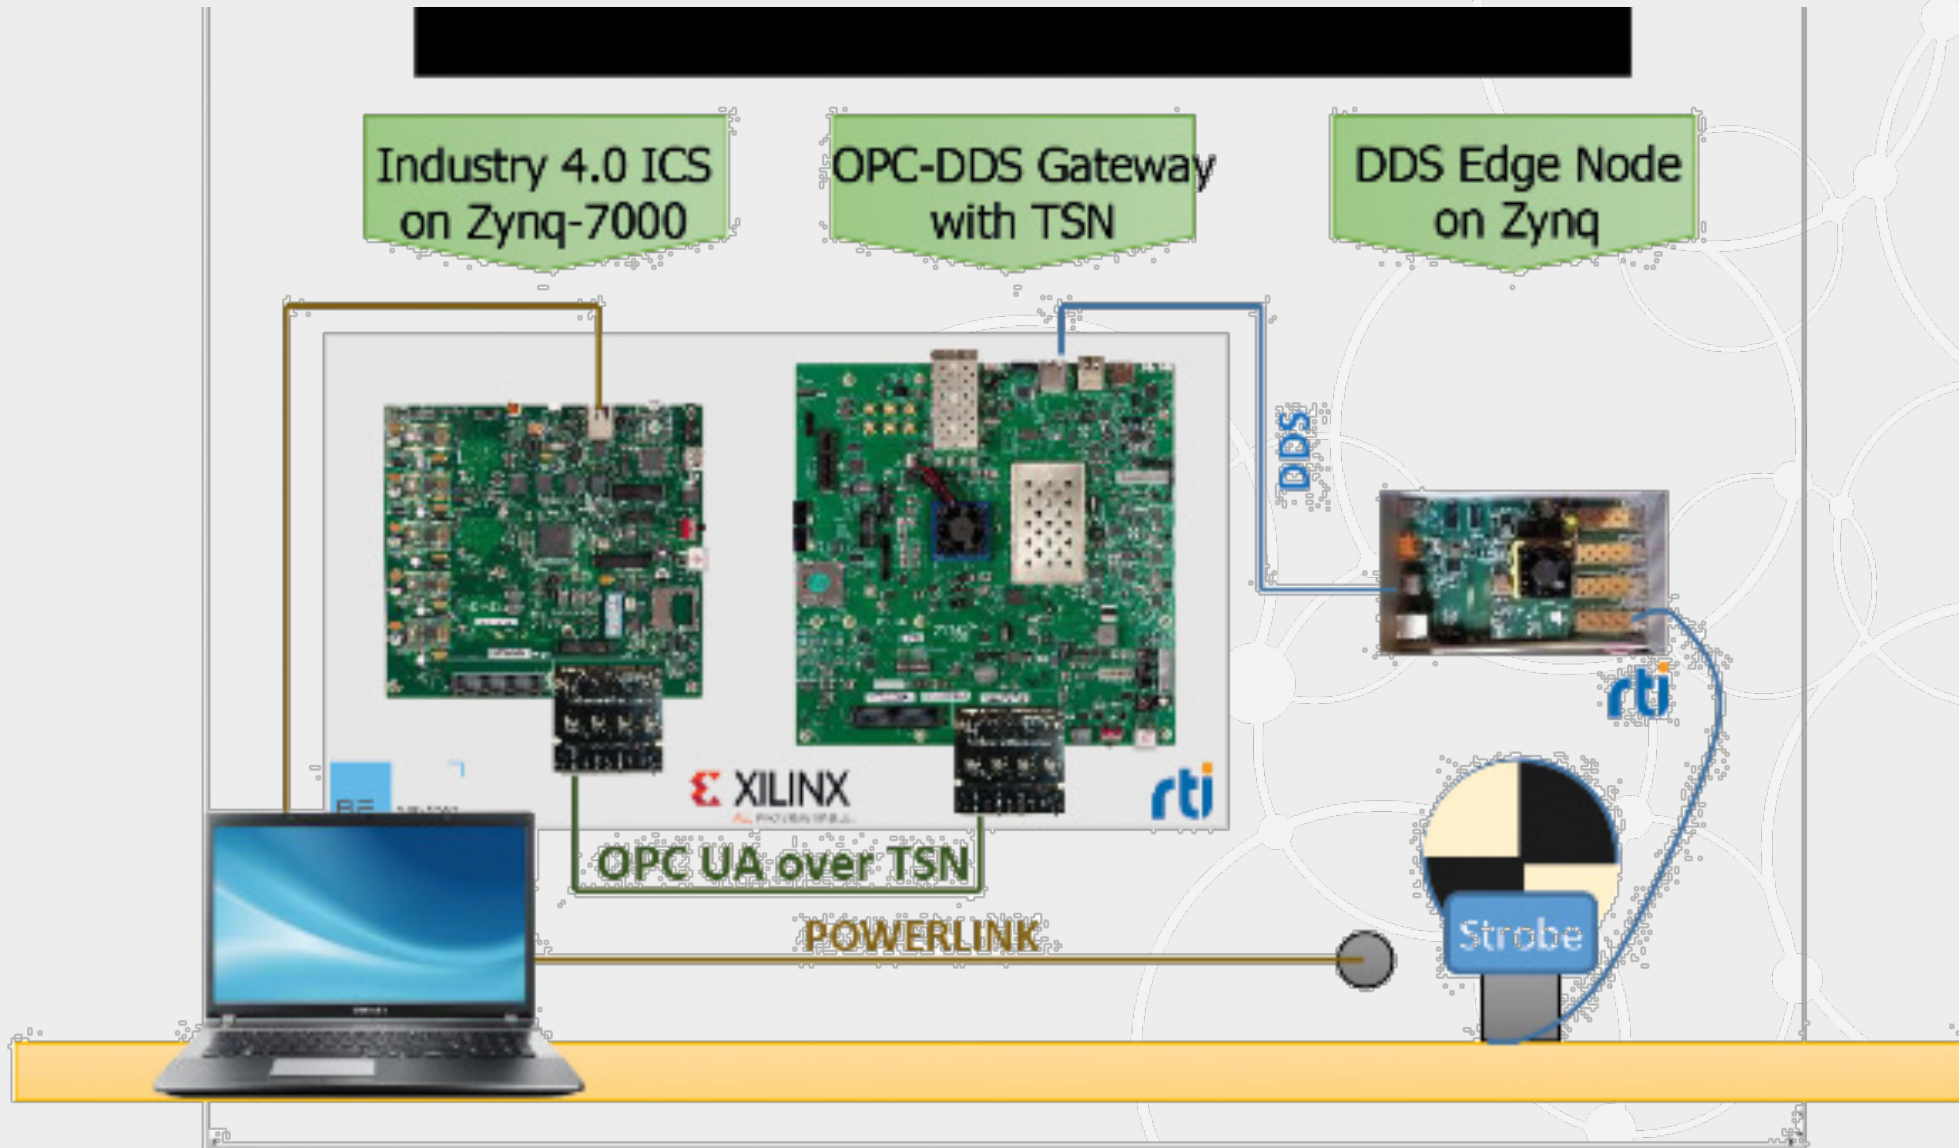 Industry 4.0 ICS
on Zynq-7000
OPC-DDS Gateway
with TSN
DDS Edge Node
on Zynq
DDS
rti
XILINX
rti
OPC UA over TSN
POWERLINK
Strobe